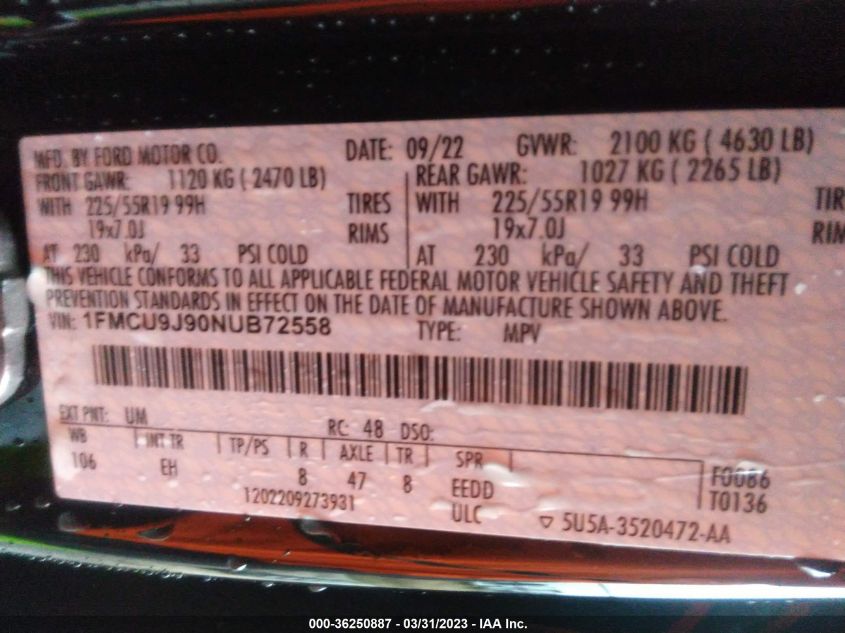 MFD. BY FORD MOTOR CO. DATE: 09/22 GVWR: 2100 KG ( 4630 LB)
FRONT GAWR: 1120 KG ( 2470 LB) REAR GAWR: 1027 KG ( 2265 LB)
WITH 225/55R19 99H TIRES WITH 225/55R19 99H TIR
19x7.0J RIMS 19x7.0J RIM
AT 230 kPa/ 33 PSI COLD AT 230 kPa/ 33 PSI COLD
THIS VEHICLE CONFORMS TO ALL APPLICABLE FEDERAL MOTOR VEHICLE SAFETY AND THEFT
PREVENTION STANDARDS IN EFFECT ON THE DATE OF MANUFACTURE SHOWN ABOVE.
VIN: 1FMCU9J90NUB72558 TYPE: MPV
EXT PNT: UM RC: 48 DSO:
WB INT TR TP/PS R AXLE TR SPR
106 EH 8 47 8 EEDD F0086
1202209273931 ULC T0136
▽ 5U5A-3520472-AA
000-36250887 - 03/31/2023 - IAA Inc.